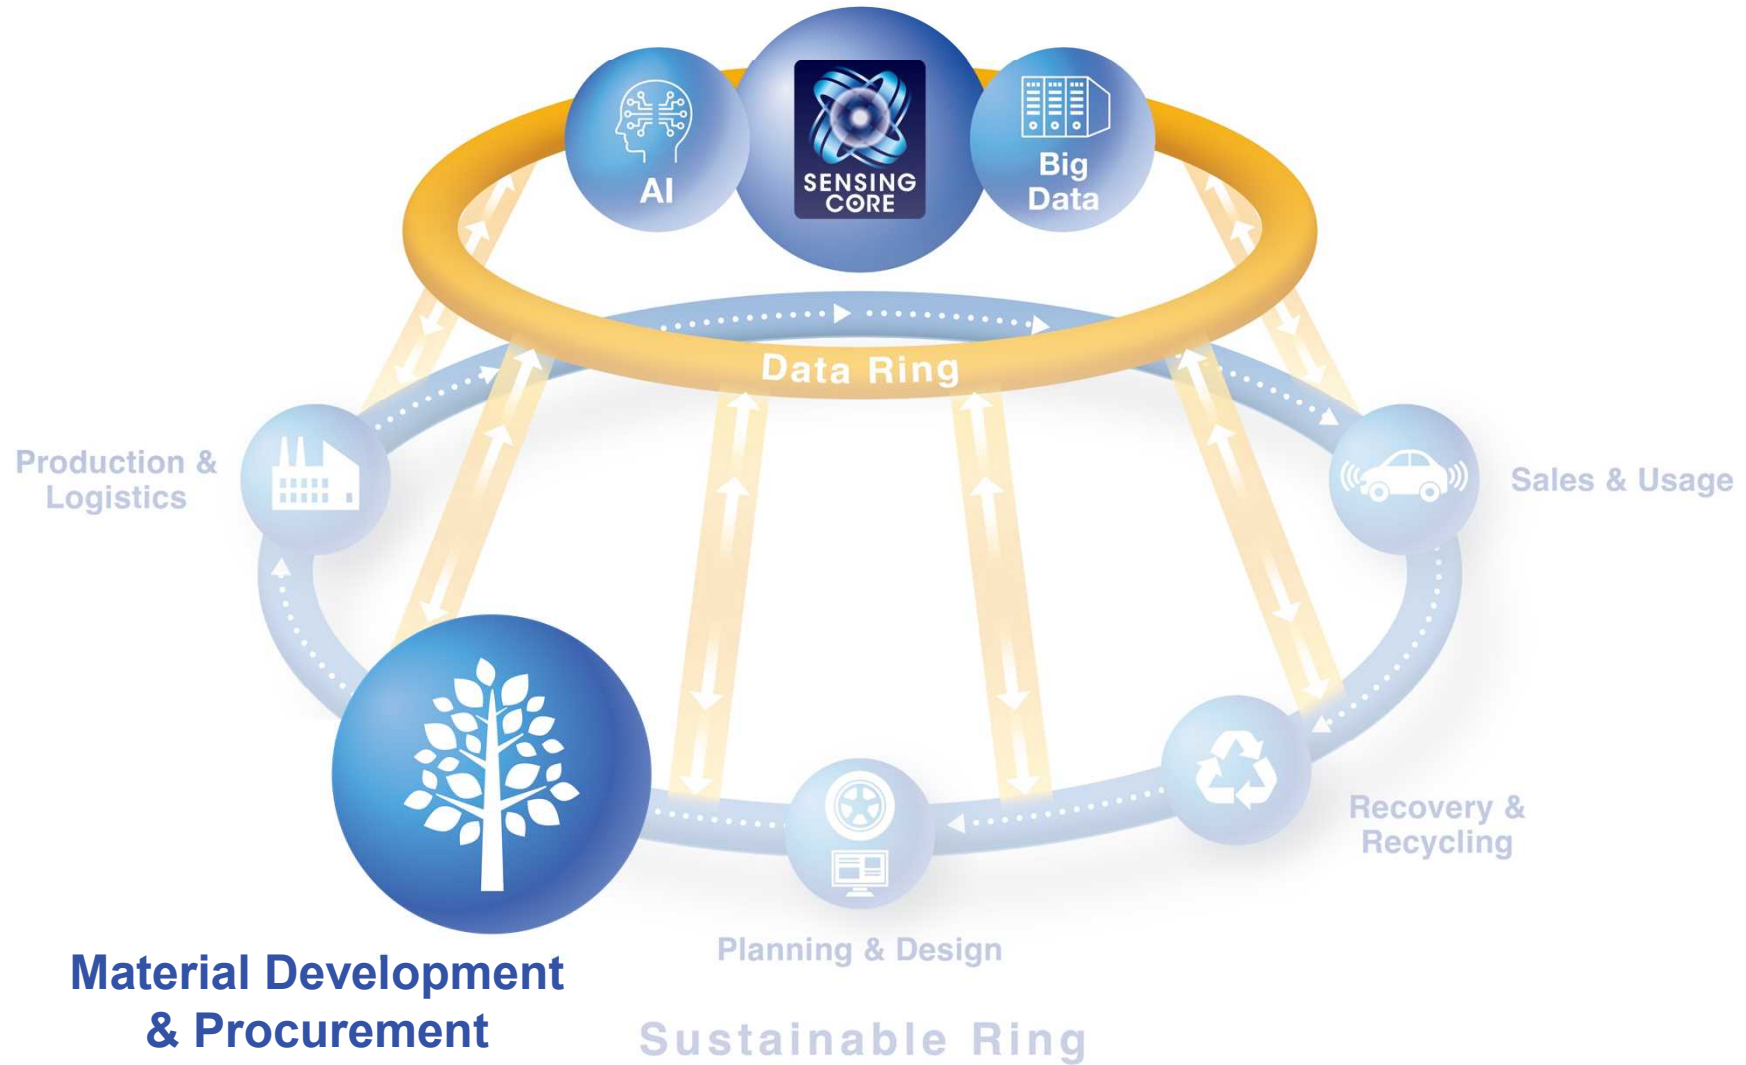 AI
SENSING
CORE
Big
Data
Data Ring
Production &
Logistics
Sales & Usage
Recovery &
Recycling
Planning & Design
Material Development
& Procurement
Sustainable Ring